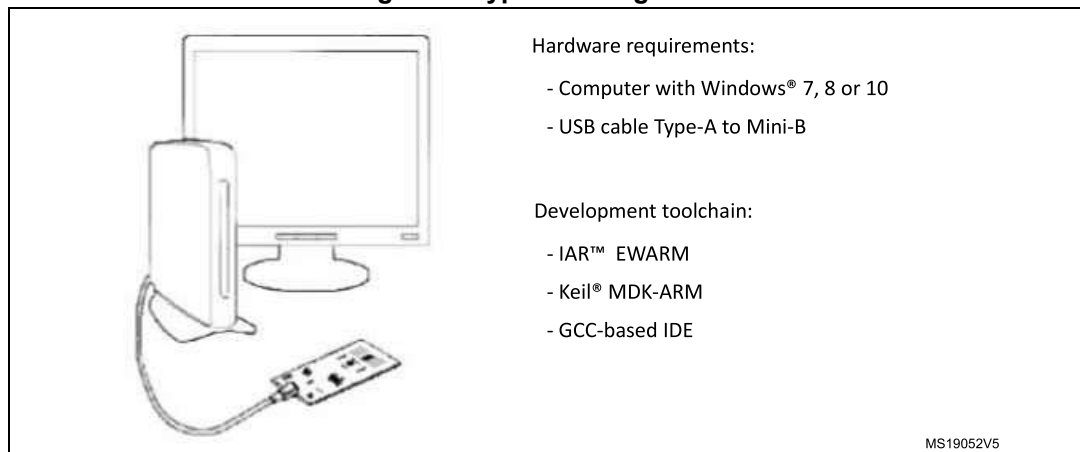 Hardware requirements:
- Computer with Windows® 7, 8 or 10
- USB cable Type-A to Mini-B
Development toolchain:
- IAR™ EWARM
- Keil® MDK-ARM
- GCC-based IDE
MS19052V5